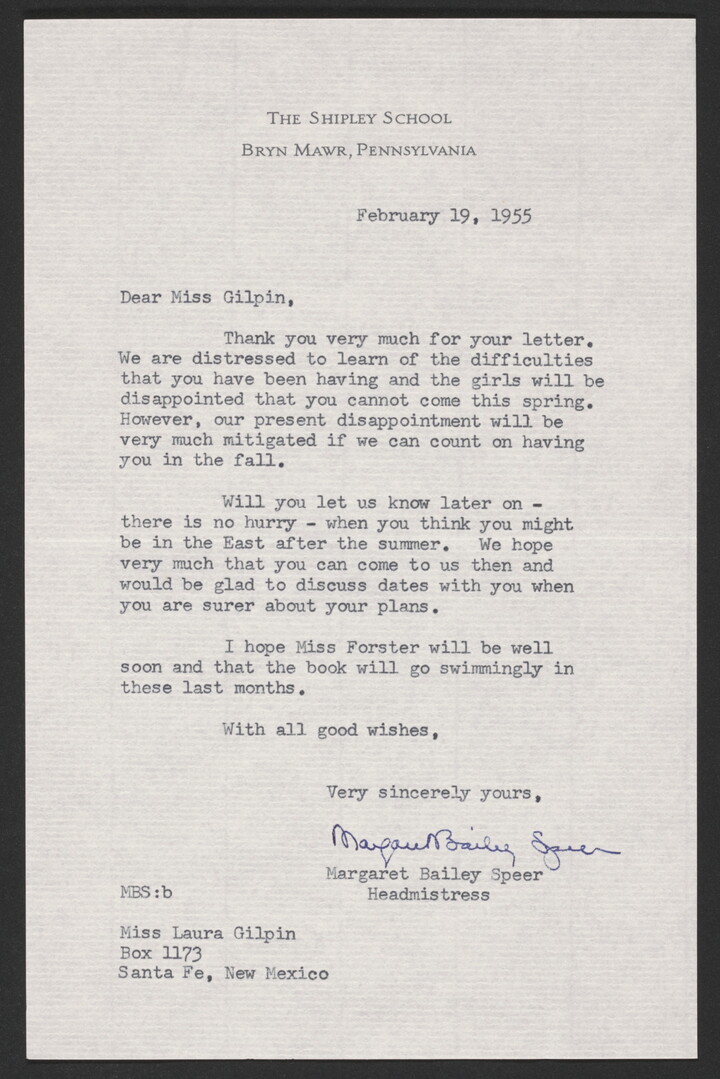 THE SHIPLEY SCHOOL
BRYN MAWR, PENNSYLVANIA
February 19, 1955
Dear Miss Gilpin,
Thank you very much for your letter.
We are distressed to learn of the difficulties
that you have been having and the girls will be
disappointed that you cannot come this spring.
However, our present disappointment will be
very much mitigated if we can count on having
you in the fall.
Will you let us know later on -
there is no hurry - when you think you might
be in the East after the summer.  We hope
very much that you can come to us then and
would be glad to discuss dates with you when
you are surer about your plans.
I hope Miss Forster will be well
soon and that the book will go swimmingly in
these last months.
With all good wishes,
Very sincerely yours,
Margaret Bailey Speer
Margaret Bailey Speer
Headmistress
MBS:b
Miss Laura Gilpin
Box 1173
Santa Fe, New Mexico